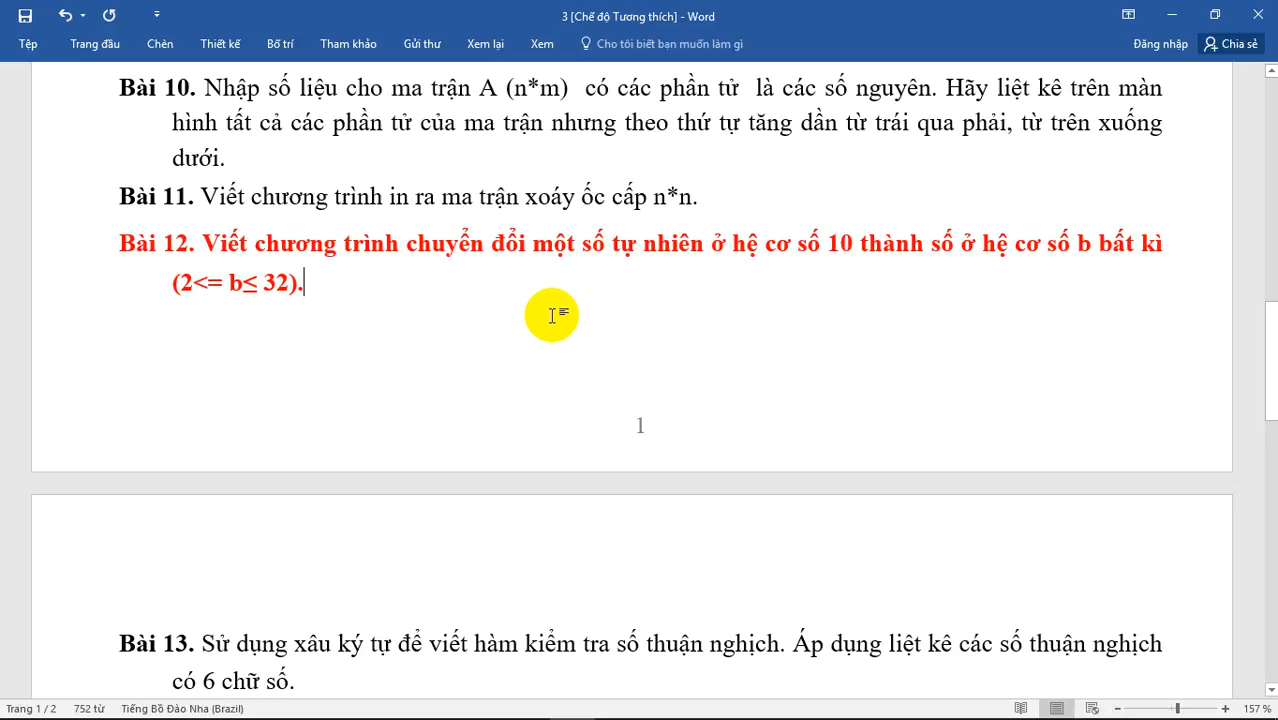 3 [Chế độ Tương thích] - Word
Tệp Trang đầu Chèn Thiết kế Bố trí Tham khảo Gửi thư Xem lại Xem Cho tôi biết bạn muốn làm gì Đăng nhập Chia sẻ
Bài 10. Nhập số liệu cho ma trận A (n*m) có các phần tử là các số nguyên. Hãy liệt kê trên màn
hình tất cả các phần tử của ma trận nhưng theo thứ tự tăng dần từ trái qua phải, từ trên xuống
dưới.
Bài 11. Viết chương trình in ra ma trận xoáy ốc cấp n*n.
Bài 12. Viết chương trình chuyển đổi một số tự nhiên ở hệ cơ số 10 thành số ở hệ cơ số b bất kì
(2<= b≤ 32).
1
Bài 13. Sử dụng xâu ký tự để viết hàm kiểm tra số thuận nghịch. Áp dụng liệt kê các số thuận nghịch
có 6 chữ số.
Trang 1 / 2 752 từ Tiếng Bồ Đào Nha (Brazil) 157 %